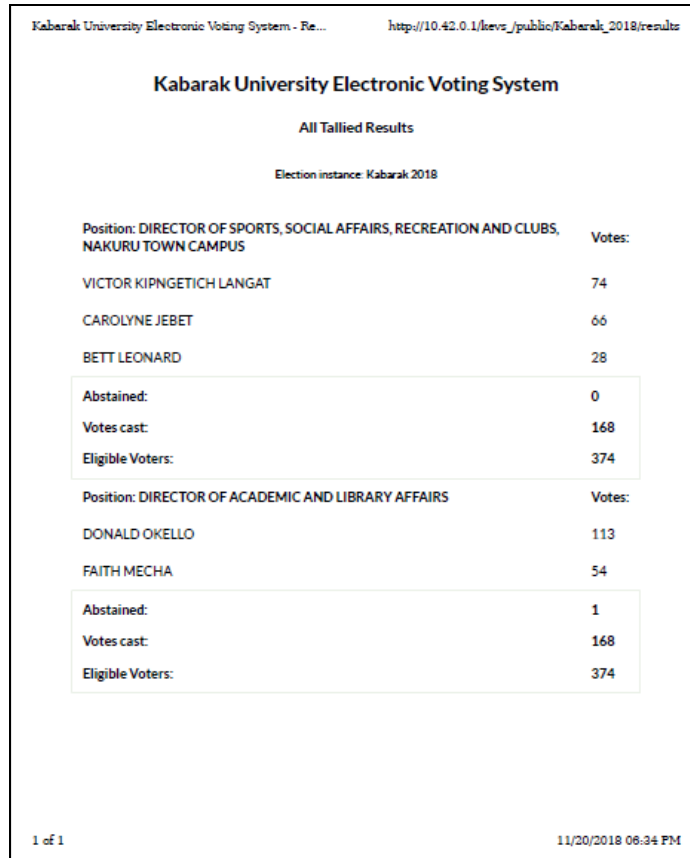 Kabarak University Electronic Voting System - Re... http://10.42.0.1/kevs_/public/Kabarak_2018/results
Kabarak University Electronic Voting System
All Tallied Results
Election instance: Kabarak 2018
Position: DIRECTOR OF SPORTS, SOCIAL AFFAIRS, RECREATION AND CLUBS, NAKURU TOWN CAMPUS Votes:
VICTOR KIPNGETICH LANGAT 74
CAROLYNE JEBET 66
BETT LEONARD 28
Abstained: 0
Votes cast: 168
Eligible Voters: 374
Position: DIRECTOR OF ACADEMIC AND LIBRARY AFFAIRS Votes:
DONALD OKELLO 113
FAITH MECHA 54
Abstained: 1
Votes cast: 168
Eligible Voters: 374
1 of 1 11/20/2018 06:34 PM